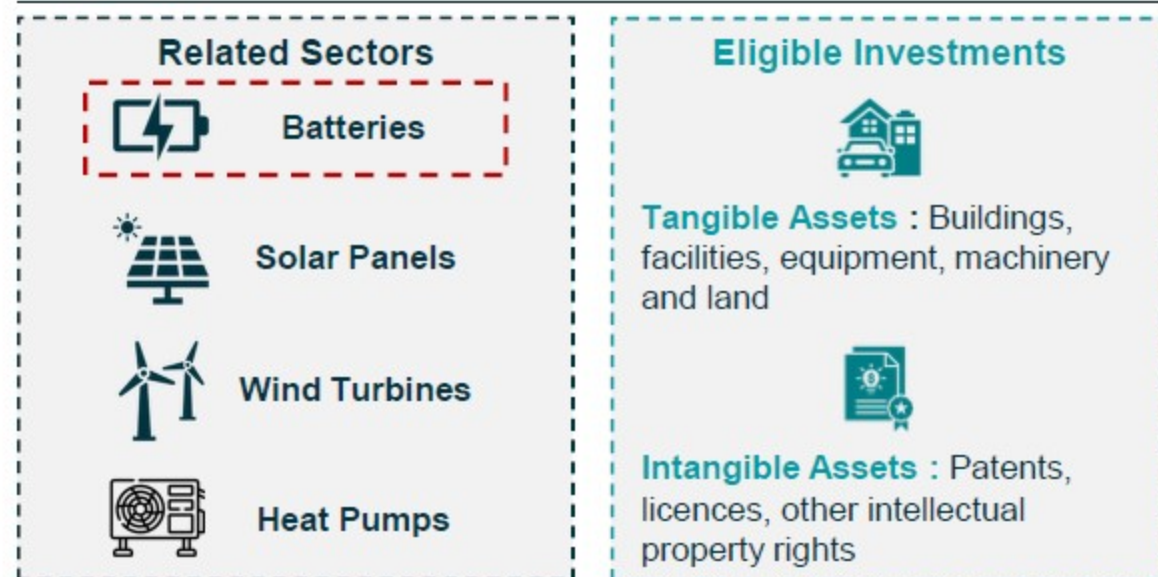 Related Sectors
Batteries
Solar Panels
Wind Turbines
Heat Pumps
Eligible Investments
Tangible Assets : Buildings,
facilities, equipment, machinery
and land
Intangible Assets : Patents,
licences, other intellectual
property rights